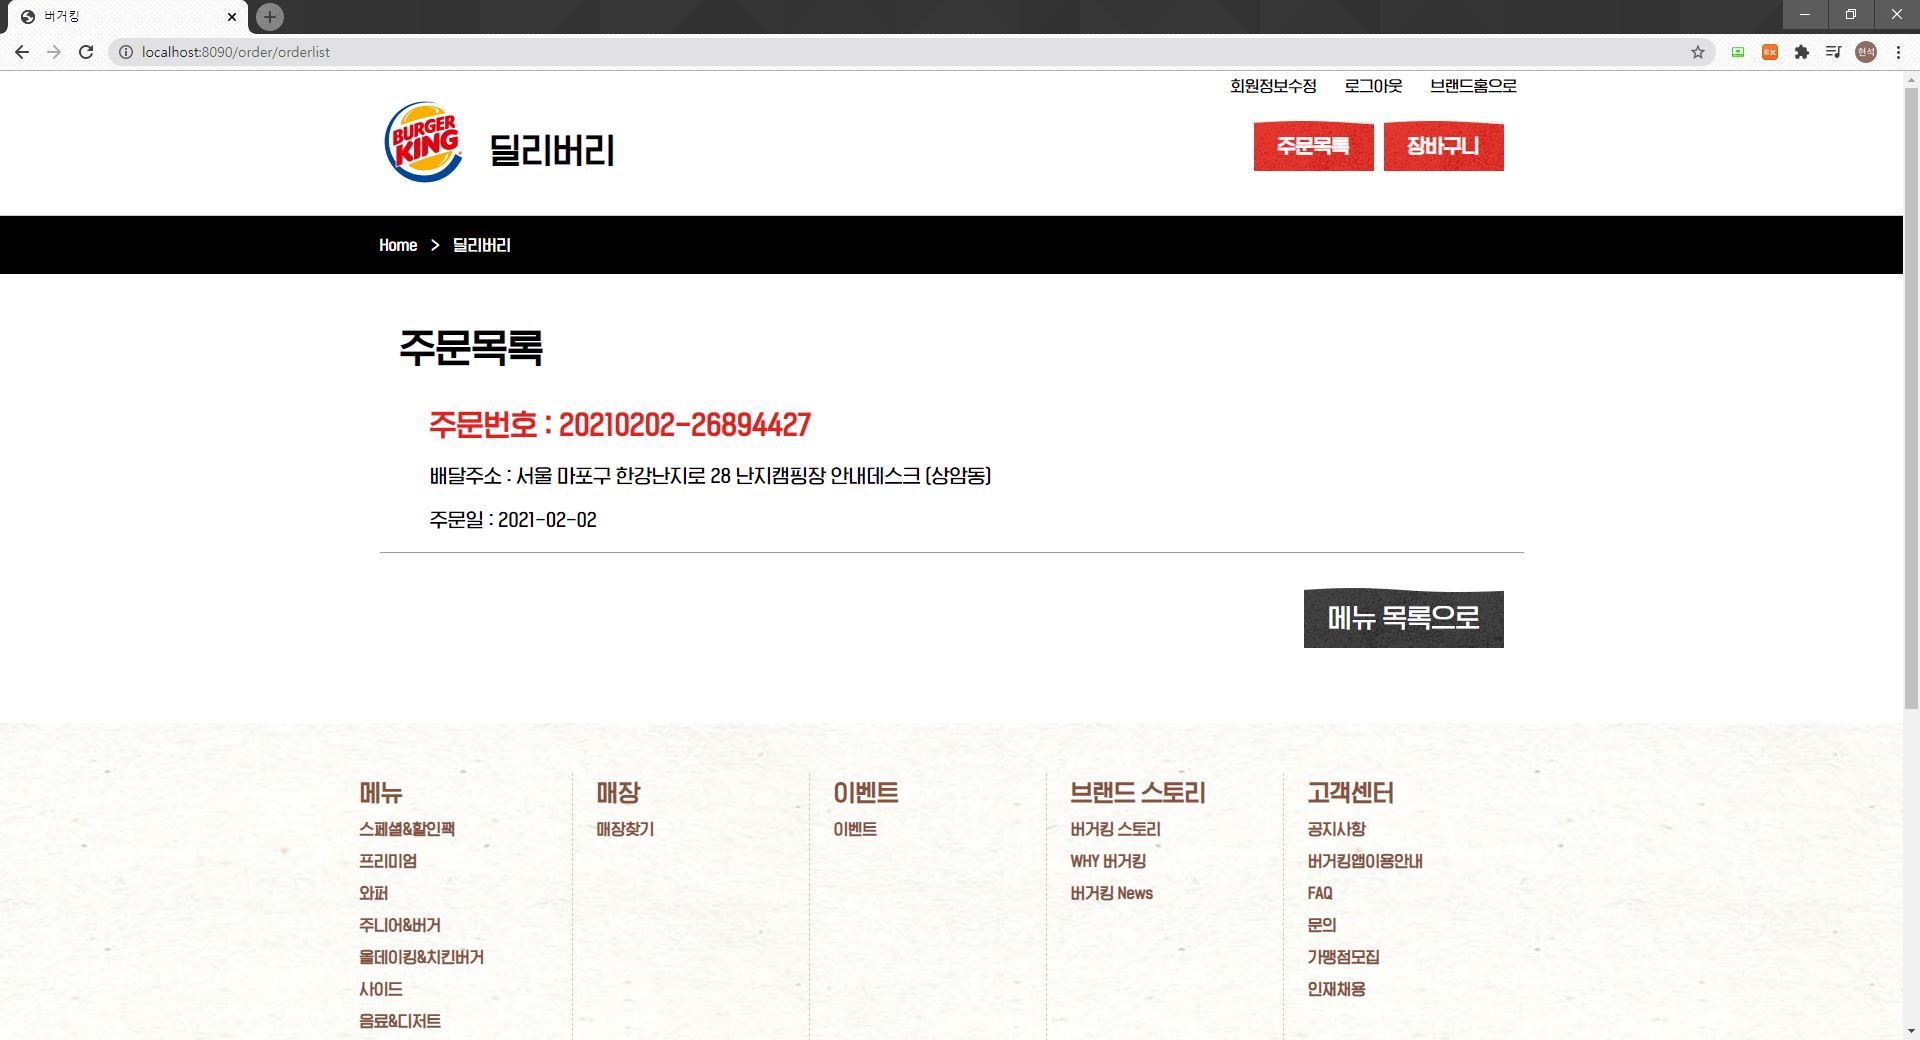 버거킹
localhost:8090/order/orderlist
EX
현석
회원정보수정 로그아웃 브랜드홈으로
BURGER
KING
딜리버리
주문목록 장바구니
Home > 딜리버리
주문목록
주문번호 : 20210202-26894427
배달주소 : 서울 마포구 한강난지로 28 난지캠핑장 안내데스크 (상암동)
주문일 : 2021-02-02
메뉴 목록으로
메뉴
스페셜&할인팩
프리미엄
와퍼
주니어&버거
올데이킹&치킨버거
사이드
음료&디저트
매장
매장찾기
이벤트
이벤트
브랜드 스토리
버거킹 스토리
WHY 버거킹
버거킹 News
고객센터
공지사항
버거킹앱이용안내
FAQ
문의
가맹점모집
인재채용